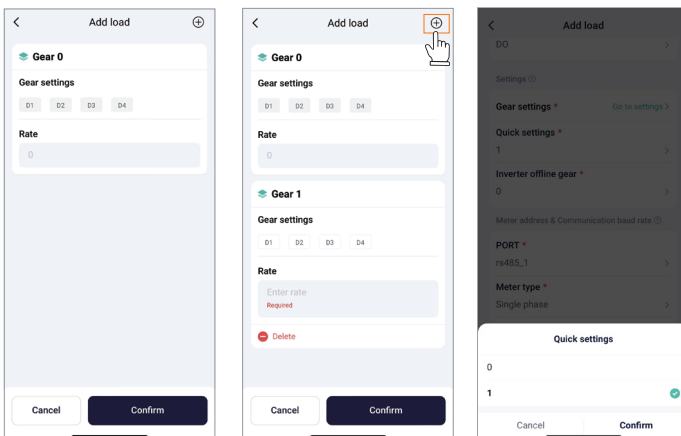 Add load
Gear 0
Gear settings
D1 D2 D3 D4
Rate
0
Cancel Confirm
Add load
Gear 0
Gear settings
D1 D2 D3 D4
Rate
0
Gear 1
Gear settings
D1 D2 D3 D4
Rate
Enter rate
Required
Delete
Cancel Confirm
Add load
DO
Settings
Gear settings * Go to settings >
Quick settings *
1
Inverter offline gear *
0
Meter address & Communication baud rate
PORT *
rs485_1
Meter type *
Single phase
Quick settings
0
1
Cancel Confirm